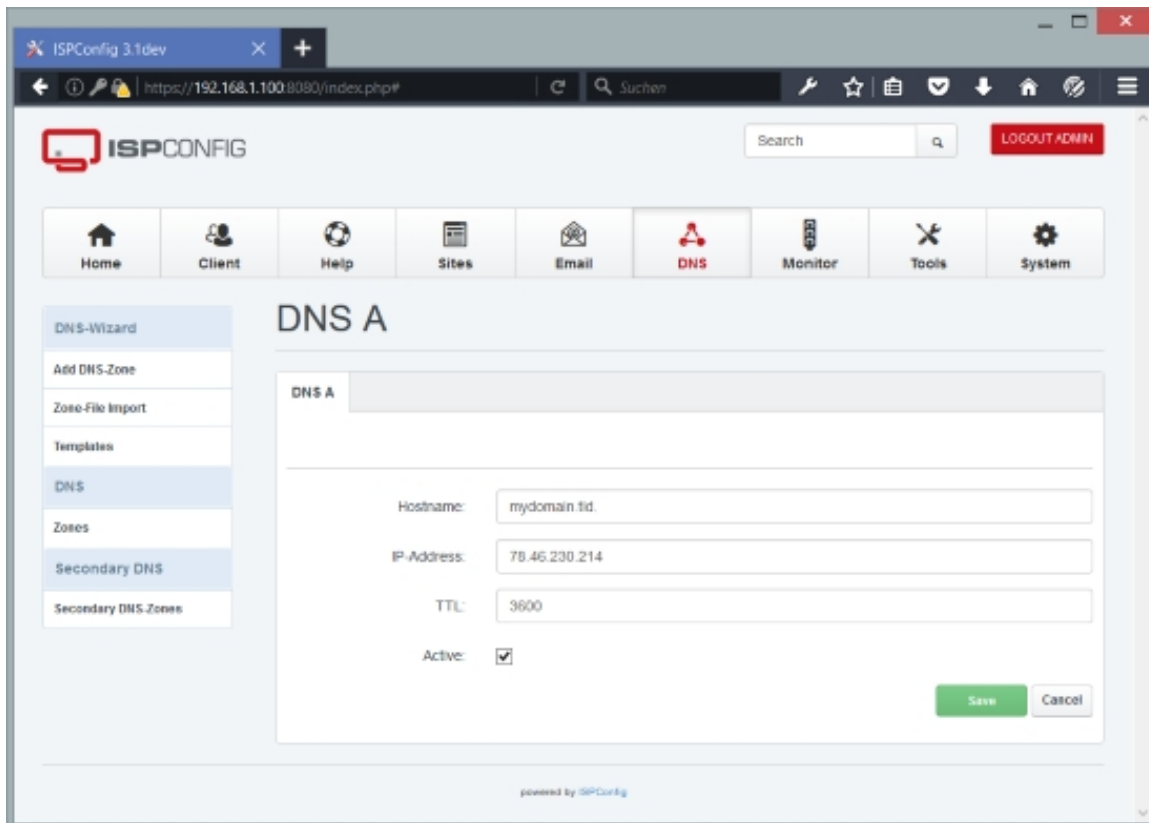 ISPConfig 3.1dev
https://192.168.1.100:8080/index.php#
Suchen
ISPCONFIG
Search
LOGOUT ADMIN
Home Client Help Sites Email DNS Monitor Tools System
DNS-Wizard
Add DNS-Zone
Zone-File Import
Templates
DNS
Zones
Secondary DNS
Secondary DNS-Zones
DNS A
DNS A
Hostname: mydomain.tld.
IP-Address: 78.46.230.214
TTL: 3600
Active:
Save Cancel
powered by ISPConfig